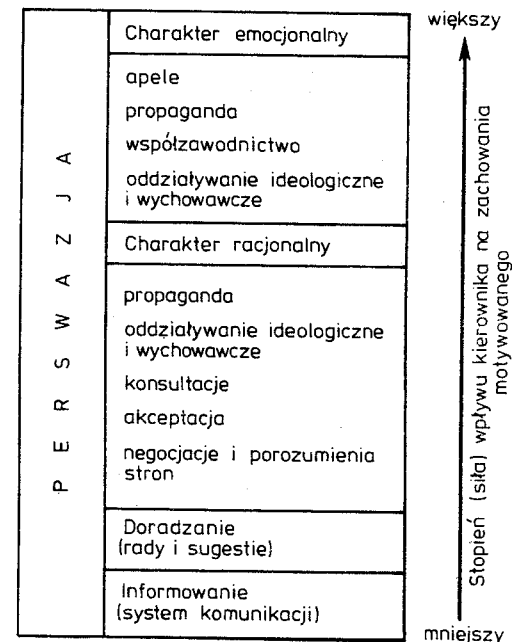 PERSWAZJA
Charakter emocjonalny
apele
propaganda
współzawodnictwo
oddziaływanie ideologiczne
i wychowawcze
Charakter racjonalny
propaganda
oddziaływanie ideologiczne
i wychowawcze
konsultacje
akceptacja
negocjacje i porozumienia
stron
Doradzanie
(rady i sugestie)
Informowanie
(system komunikacji)
większy
Stopień (siła) wpływu kierownika na zachowania
motywowanego
mniejszy